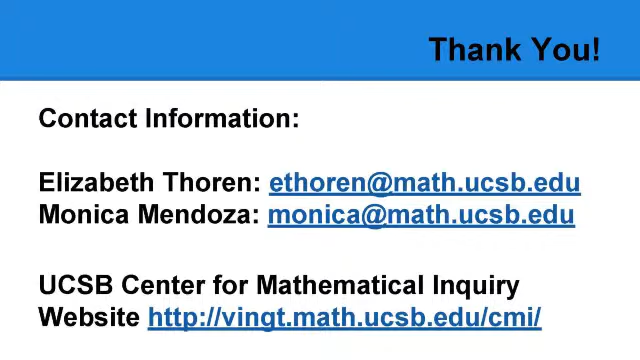 Thank You!
Contact Information:
Elizabeth Thoren: ethoren@math.ucsb.edu
Monica Mendoza: monica@math.ucsb.edu
UCSB Center for Mathematical Inquiry
Website http://vingt.math.ucsb.edu/cmi/